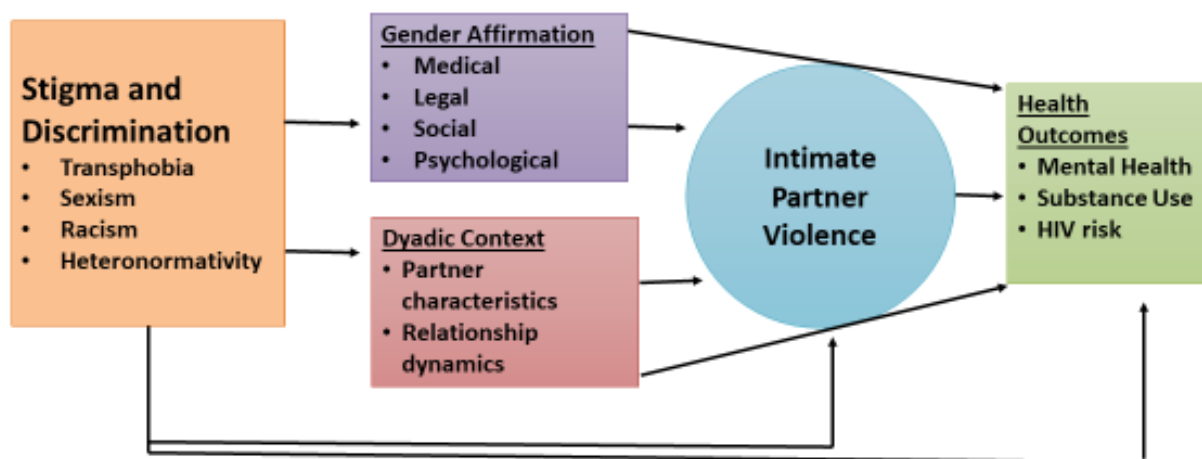 Stigma and
Discrimination
• Transphobia
• Sexism
• Racism
• Heteronormativity
Gender Affirmation
• Medical
• Legal
• Social
• Psychological
Dyadic Context
• Partner
characteristics
• Relationship
dynamics
Intimate
Partner
Violence
Health
Outcomes
• Mental Health
• Substance Use
• HIV risk